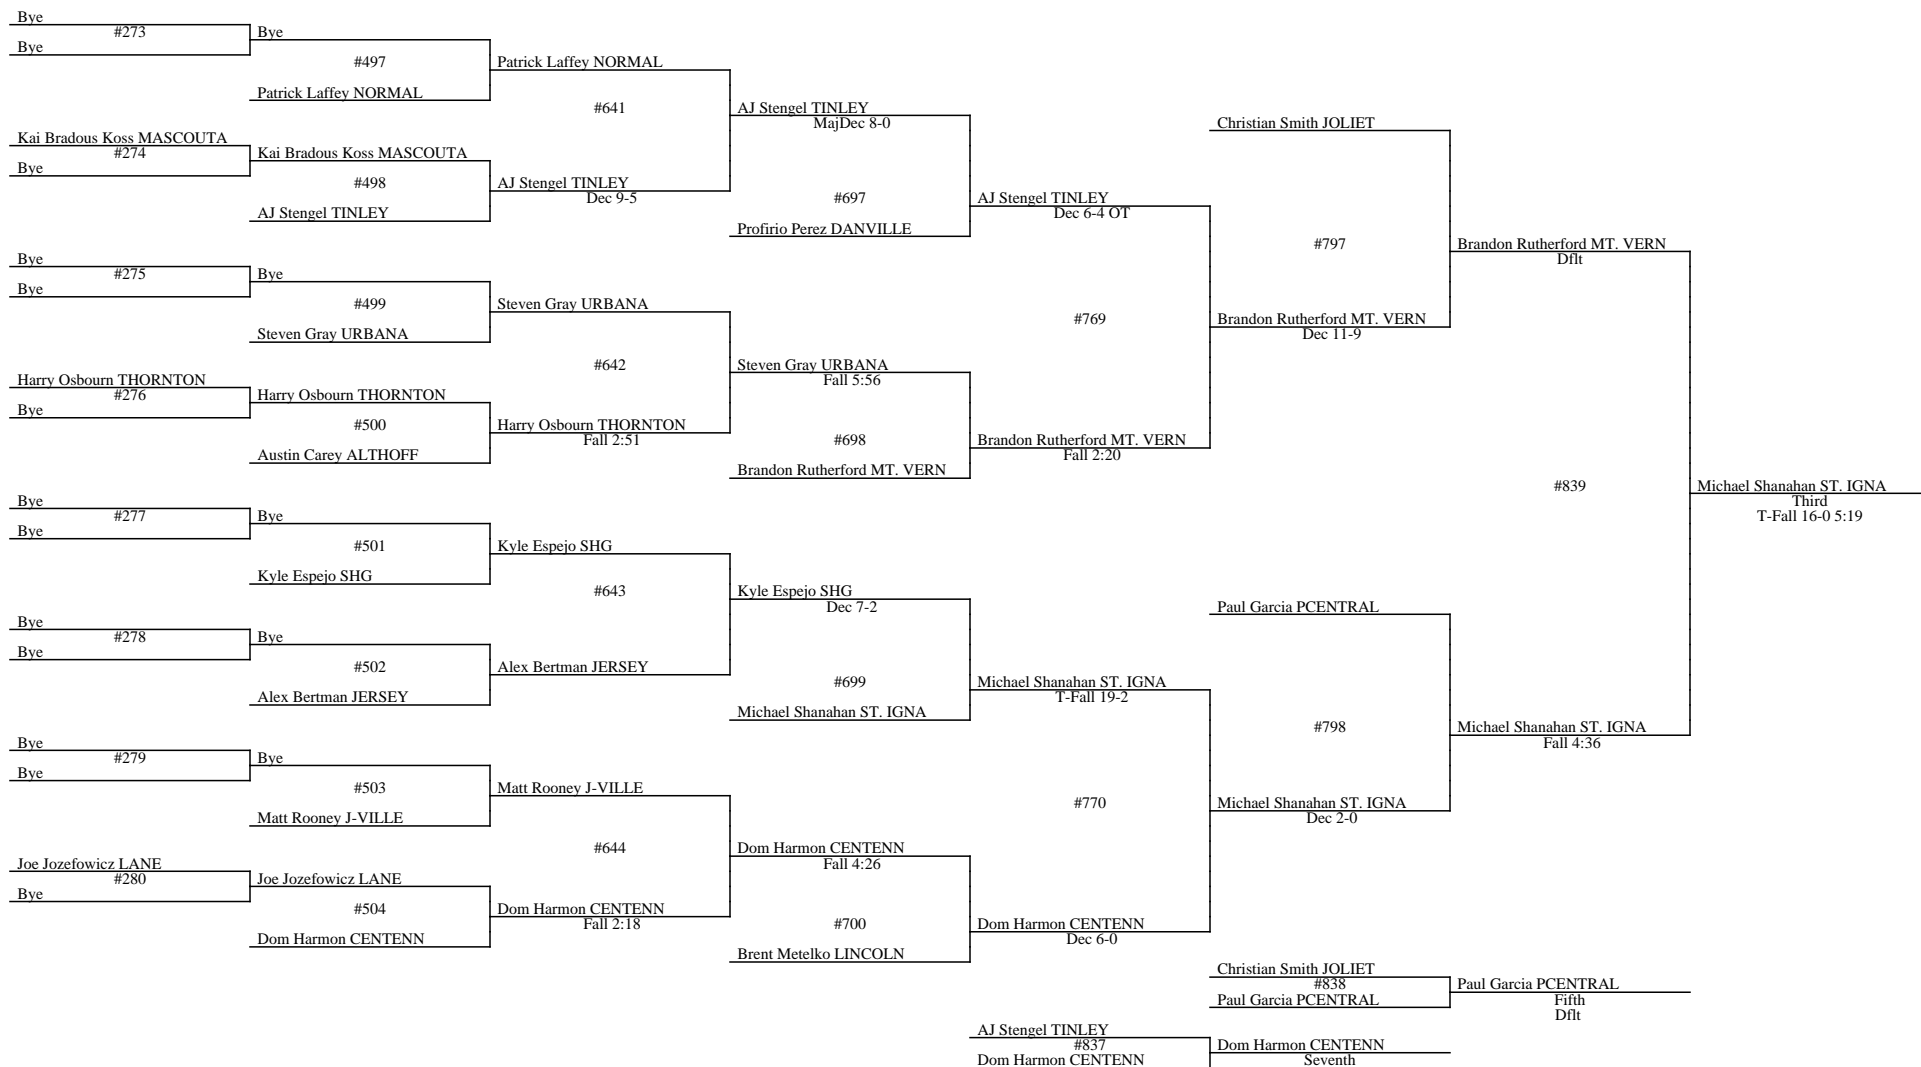 Bye
#273
Bye
Bye
#497
Patrick Laffey NORMAL
Patrick Laffey NORMAL
#641
Kai Bradous Koss MASCOUTA
#274
Bye
Kai Bradous Koss MASCOUTA
#498
AJ Stengel TINLEY
AJ Stengel TINLEY
Dec 9-5
AJ Stengel TINLEY
MajDec 8-0
#697
Profirio Perez DANVILLE
AJ Stengel TINLEY
Dec 6-4 OT
Bye
#275
Bye
Bye
#499
Steven Gray URBANA
Steven Gray URBANA
#642
Harry Osbourn THORNTON
#276
Bye
Harry Osbourn THORNTON
#500
Austin Carey ALTHOFF
Harry Osbourn THORNTON
Fall 2:51
Steven Gray URBANA
Fall 5:56
#698
Brandon Rutherford MT. VERN
Brandon Rutherford MT. VERN
Fall 2:20
#769
Christian Smith JOLIET
#797
Brandon Rutherford MT. VERN
Dec 11-9
Brandon Rutherford MT. VERN
Dflt
Bye
#277
Bye
Bye
#501
Kyle Espejo SHG
Kyle Espejo SHG
#643
Bye
#278
Bye
Bye
#502
Alex Bertman JERSEY
Alex Bertman JERSEY
Kyle Espejo SHG
Dec 7-2
#699
Michael Shanahan ST. IGNA
Michael Shanahan ST. IGNA
T-Fall 19-2
Bye
#279
Bye
Bye
#503
Matt Rooney J-VILLE
Matt Rooney J-VILLE
#644
Joe Jozefowicz LANE
#280
Bye
Joe Jozefowicz LANE
#504
Dom Harmon CENTENN
Dom Harmon CENTENN
Fall 2:18
Dom Harmon CENTENN
Fall 4:26
#700
Brent Metelko LINCOLN
Dom Harmon CENTENN
Dec 6-0
#770
Paul Garcia PCENTRAL
#798
Michael Shanahan ST. IGNA
Dec 2-0
Michael Shanahan ST. IGNA
Fall 4:36
#839
Michael Shanahan ST. IGNA
Third
T-Fall 16-0 5:19
Christian Smith JOLIET
#838
Paul Garcia PCENTRAL
Paul Garcia PCENTRAL
Fifth
Dflt
AJ Stengel TINLEY
#837
Dom Harmon CENTENN
Dom Harmon CENTENN
Seventh